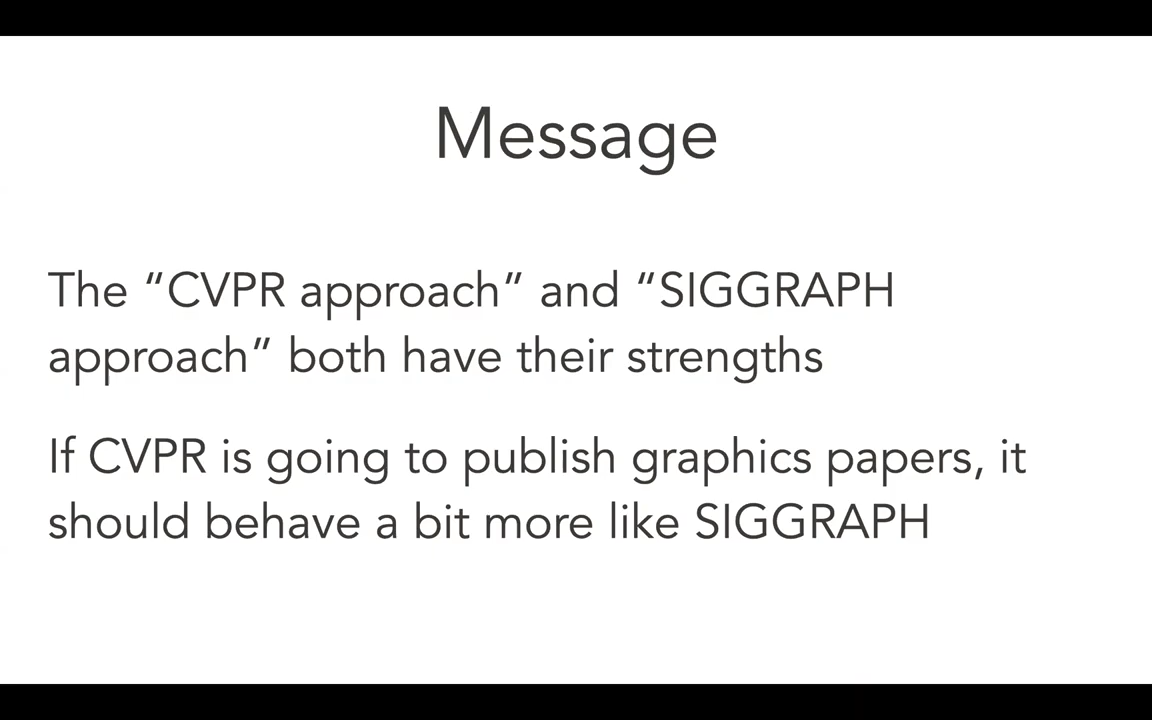 Message
The “CVPR approach” and “SIGGRAPH
approach” both have their strengths
If CVPR is going to publish graphics papers, it
should behave a bit more like SIGGRAPH